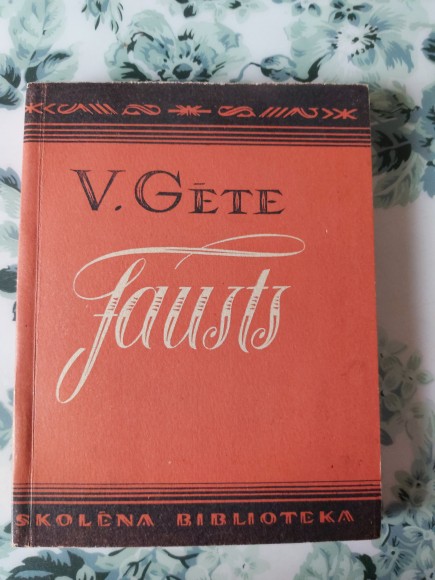 V. GĒTE
Fausts
SKOLĒNA BIBLIOTEKA